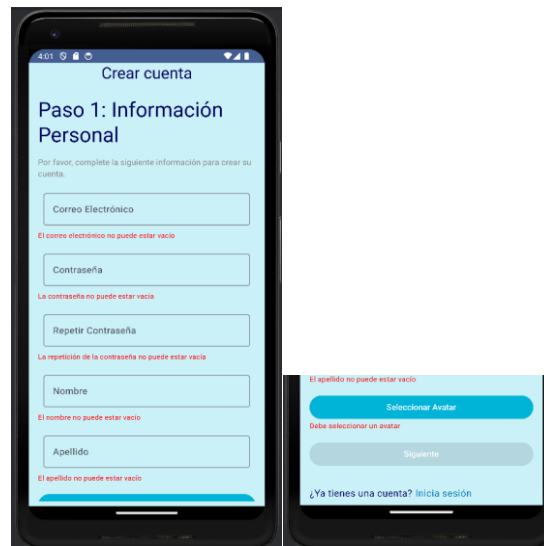 4:01
Crear cuenta
Paso 1: Información
Personal
Por favor, complete la siguiente información para crear su
cuenta.
Correo Electrónico
El correo electrónico no puede estar vacío
Contraseña
La contraseña no puede estar vacía
Repetir Contraseña
La repetición de la contraseña no puede estar vacía
Nombre
El nombre no puede estar vacío
Apellido
El apellido no puede estar vacío
El apellido no puede estar vacío
Seleccionar Avatar
Debe seleccionar un avatar
Siguiente
¿Ya tienes una cuenta? Inicia sesión